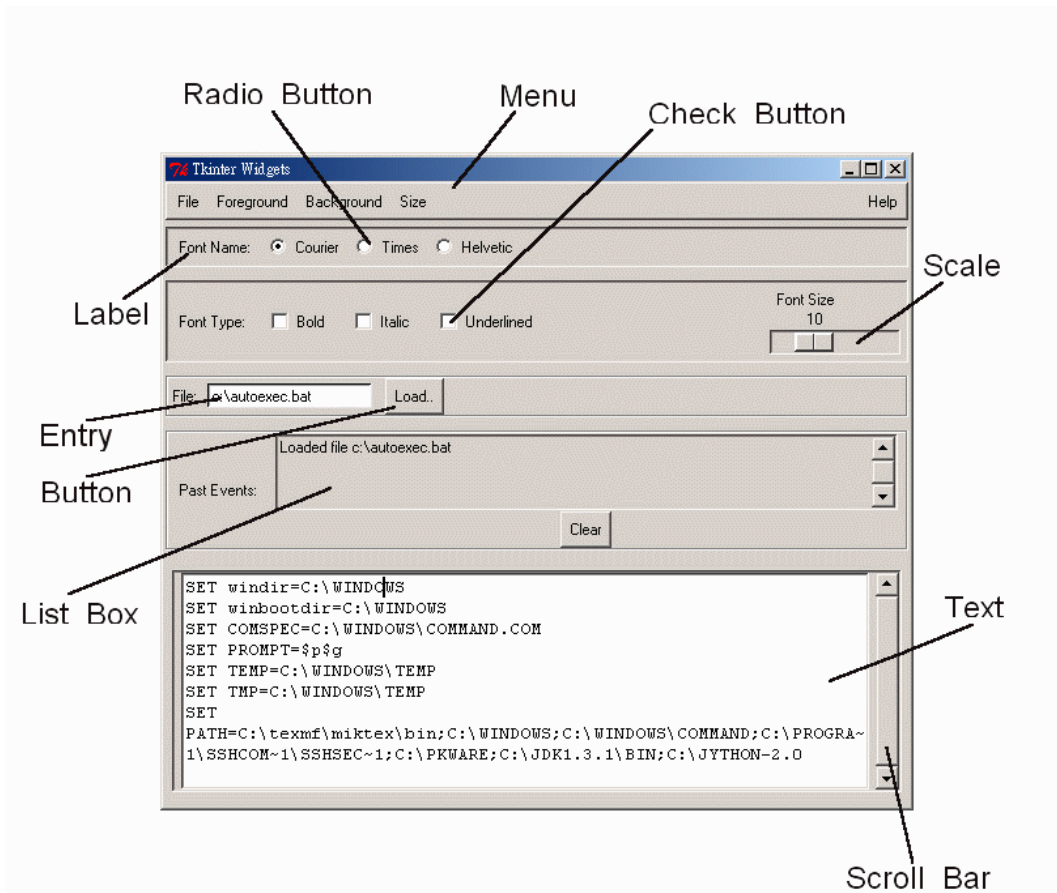 Radio Button
Menu
Check Button
Tkinter Widgets
File Foreground Background Size Help
Font Name: Courier Times Helvetic
Scale
Label
Font Size
10
Font Type: Bold Italic Underlined
File: c:\autoexec.bat Load..
Entry
Loaded file c:\autoexec.bat
Button
Past Events:
Clear
List Box
SET windir=C:\WINDOWS
SET winbootdir=C:\WINDOWS
SET COMSPEC=C:\WINDOWS\COMMAND.COM
SET PROMPT=$p$g
SET TEMP=C:\WINDOWS\TEMP
SET TMP=C:\WINDOWS\TEMP
SET
PATH=C:\texmf\miktex\bin;C:\WINDOWS;C:\WINDOWS\COMMAND;C:\PROGRA~
1\SSHCOM~1\SSHSEC~1;C:\PKWARE;C:\JDK1.3.1\BIN;C:\JYTHON-2.0
Text
Scroll Bar